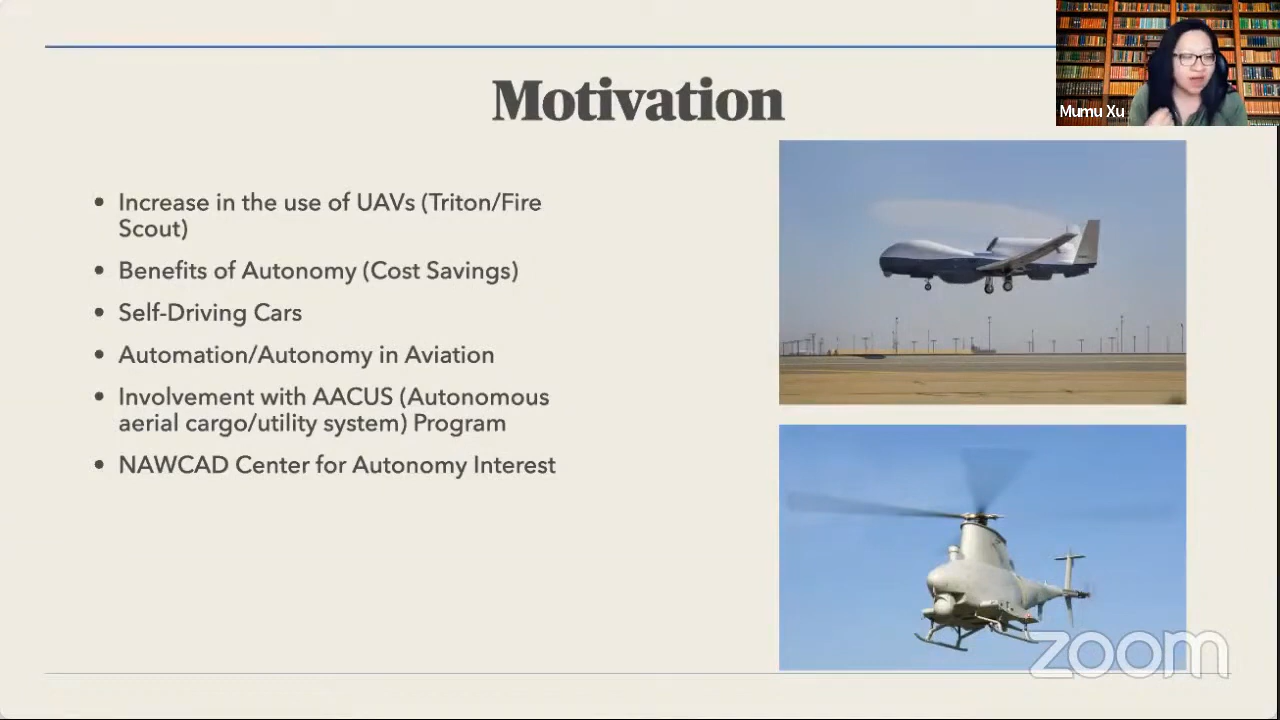 Motivation
Mumu Xu
• Increase in the use of UAVs (Triton/Fire
Scout)
• Benefits of Autonomy (Cost Savings)
• Self-Driving Cars
• Automation/Autonomy in Aviation
• Involvement with AACUS (Autonomous
aerial cargo/utility system) Program
• NAWCAD Center for Autonomy Interest
zoom